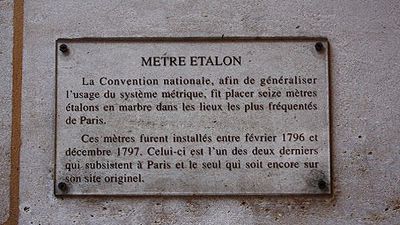 METRE ETALON
La Convention nationale, afin de généraliser
l'usage du système métrique, fit placer seize mètres
étalons en marbre dans les lieux les plus fréquentés
de Paris.
Ces mètres furent installés entre février 1796 et
décembre 1797. Celui-ci est l'un des deux derniers
qui subsistent à Paris et le seul qui soit encore sur
son site originel.